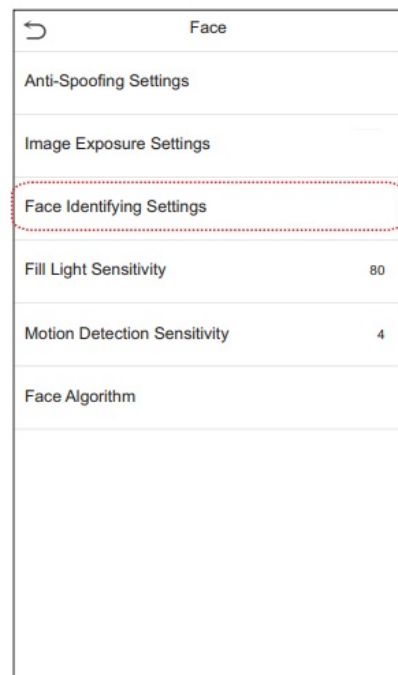 Face
Anti-Spoofing Settings
Image Exposure Settings
Face Identifying Settings
Fill Light Sensitivity 80
Motion Detection Sensitivity 4
Face Algorithm